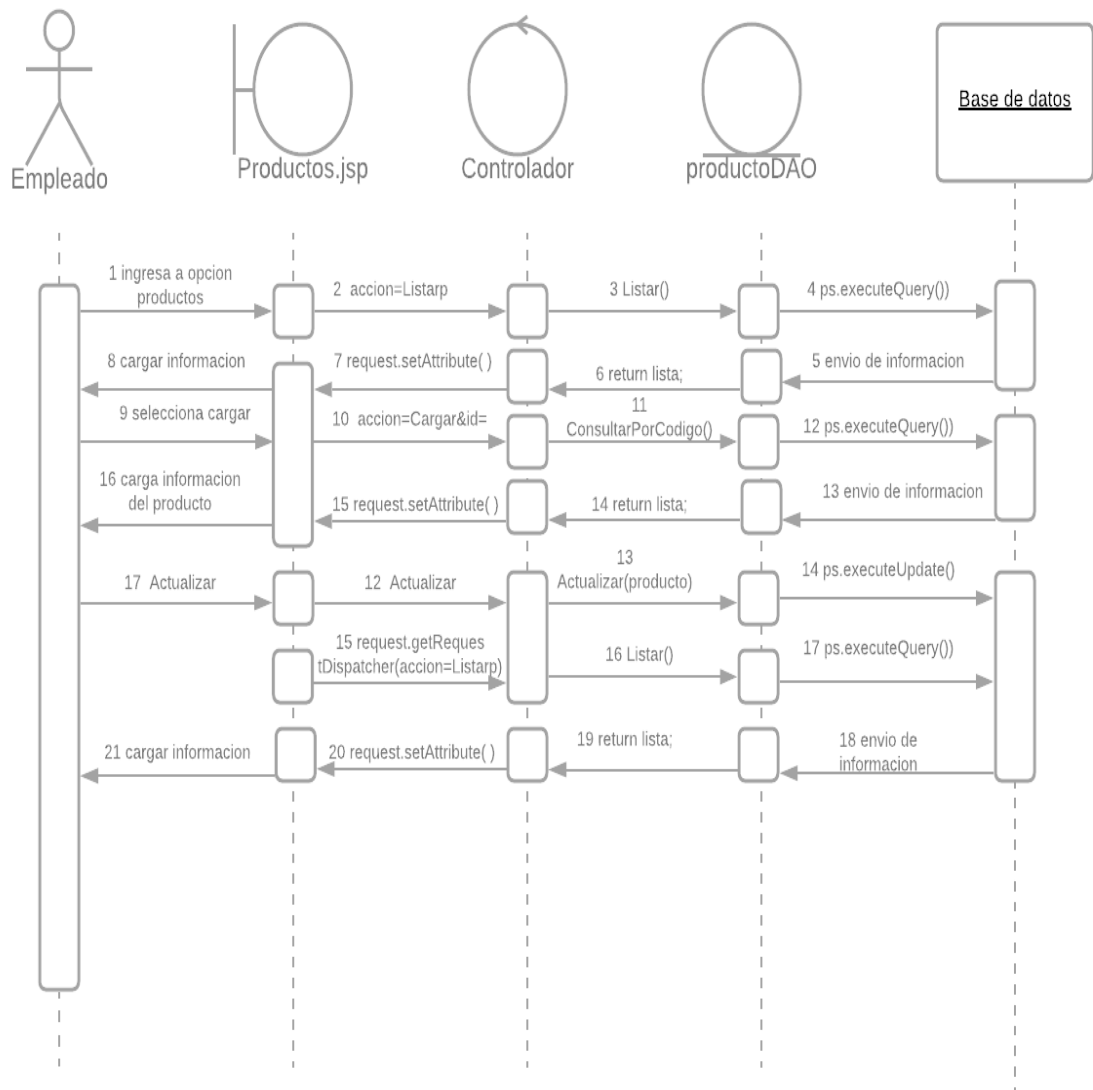 Base de datos
Empleado
Productos.jsp
Controlador
productoDAO
1 ingresa a opcion
productos
2 accion=Listarp
3 Listar()
4 ps.executeQuery())
8 cargar informacion
7 request.setAttribute( )
6 return lista;
5 envio de informacion
9 selecciona cargar
10 accion=Cargar&id=
11
ConsultarPorCodigo()
12 ps.executeQuery())
16 carga informacion
del producto
15 request.setAttribute( )
14 return lista;
13 envio de informacion
17 Actualizar
12 Actualizar
13
Actualizar(producto)
14 ps.executeUpdate()
15 request.getReques
tDispatcher(accion=Listarp)
16 Listar()
17 ps.executeQuery())
21 cargar informacion
20 request.setAttribute( )
19 return lista;
18 envio de
informacion